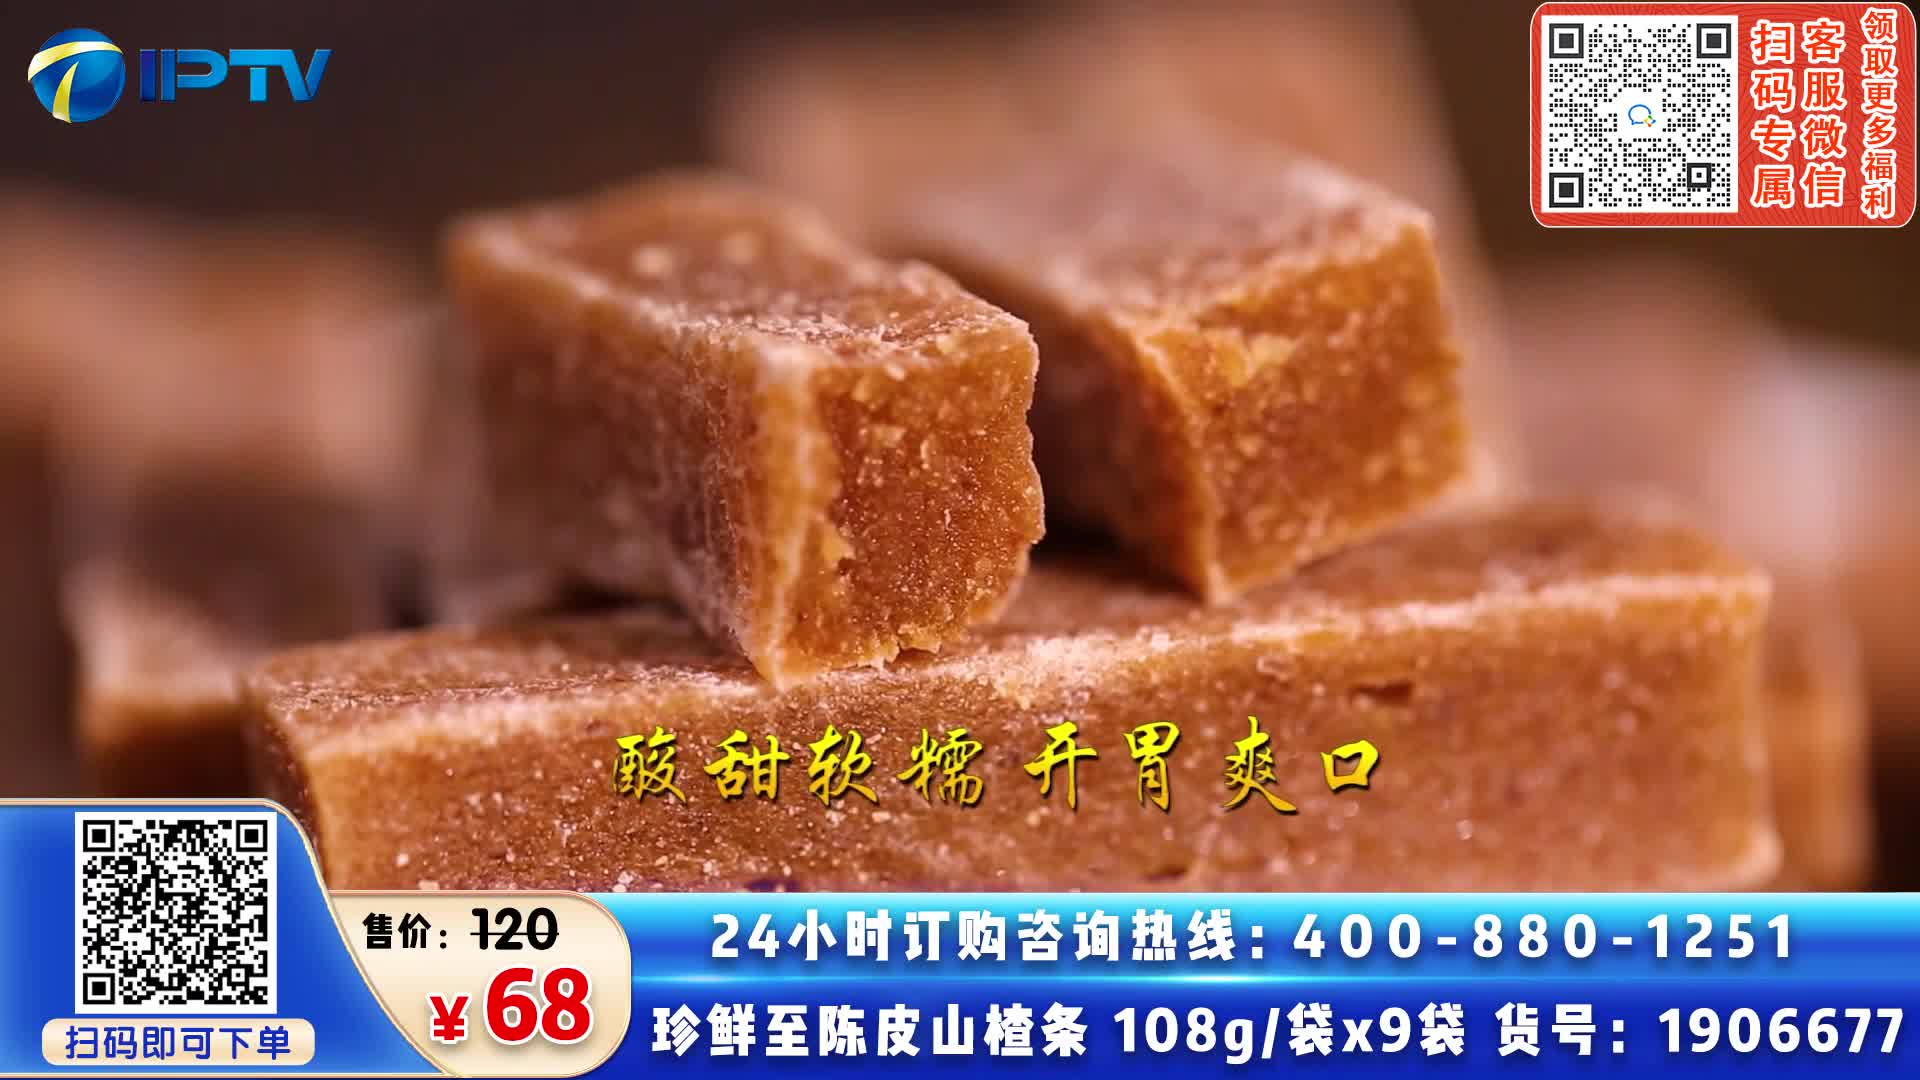 IPTV
领取更多福利
客服微信
扫码专属
酸甜软糯 开胃爽口
售价：120
¥68
扫码即可下单
24小时订购咨询热线：400-880-1251
珍鲜至陈皮山楂条 108g/袋x9袋 货号：1906677